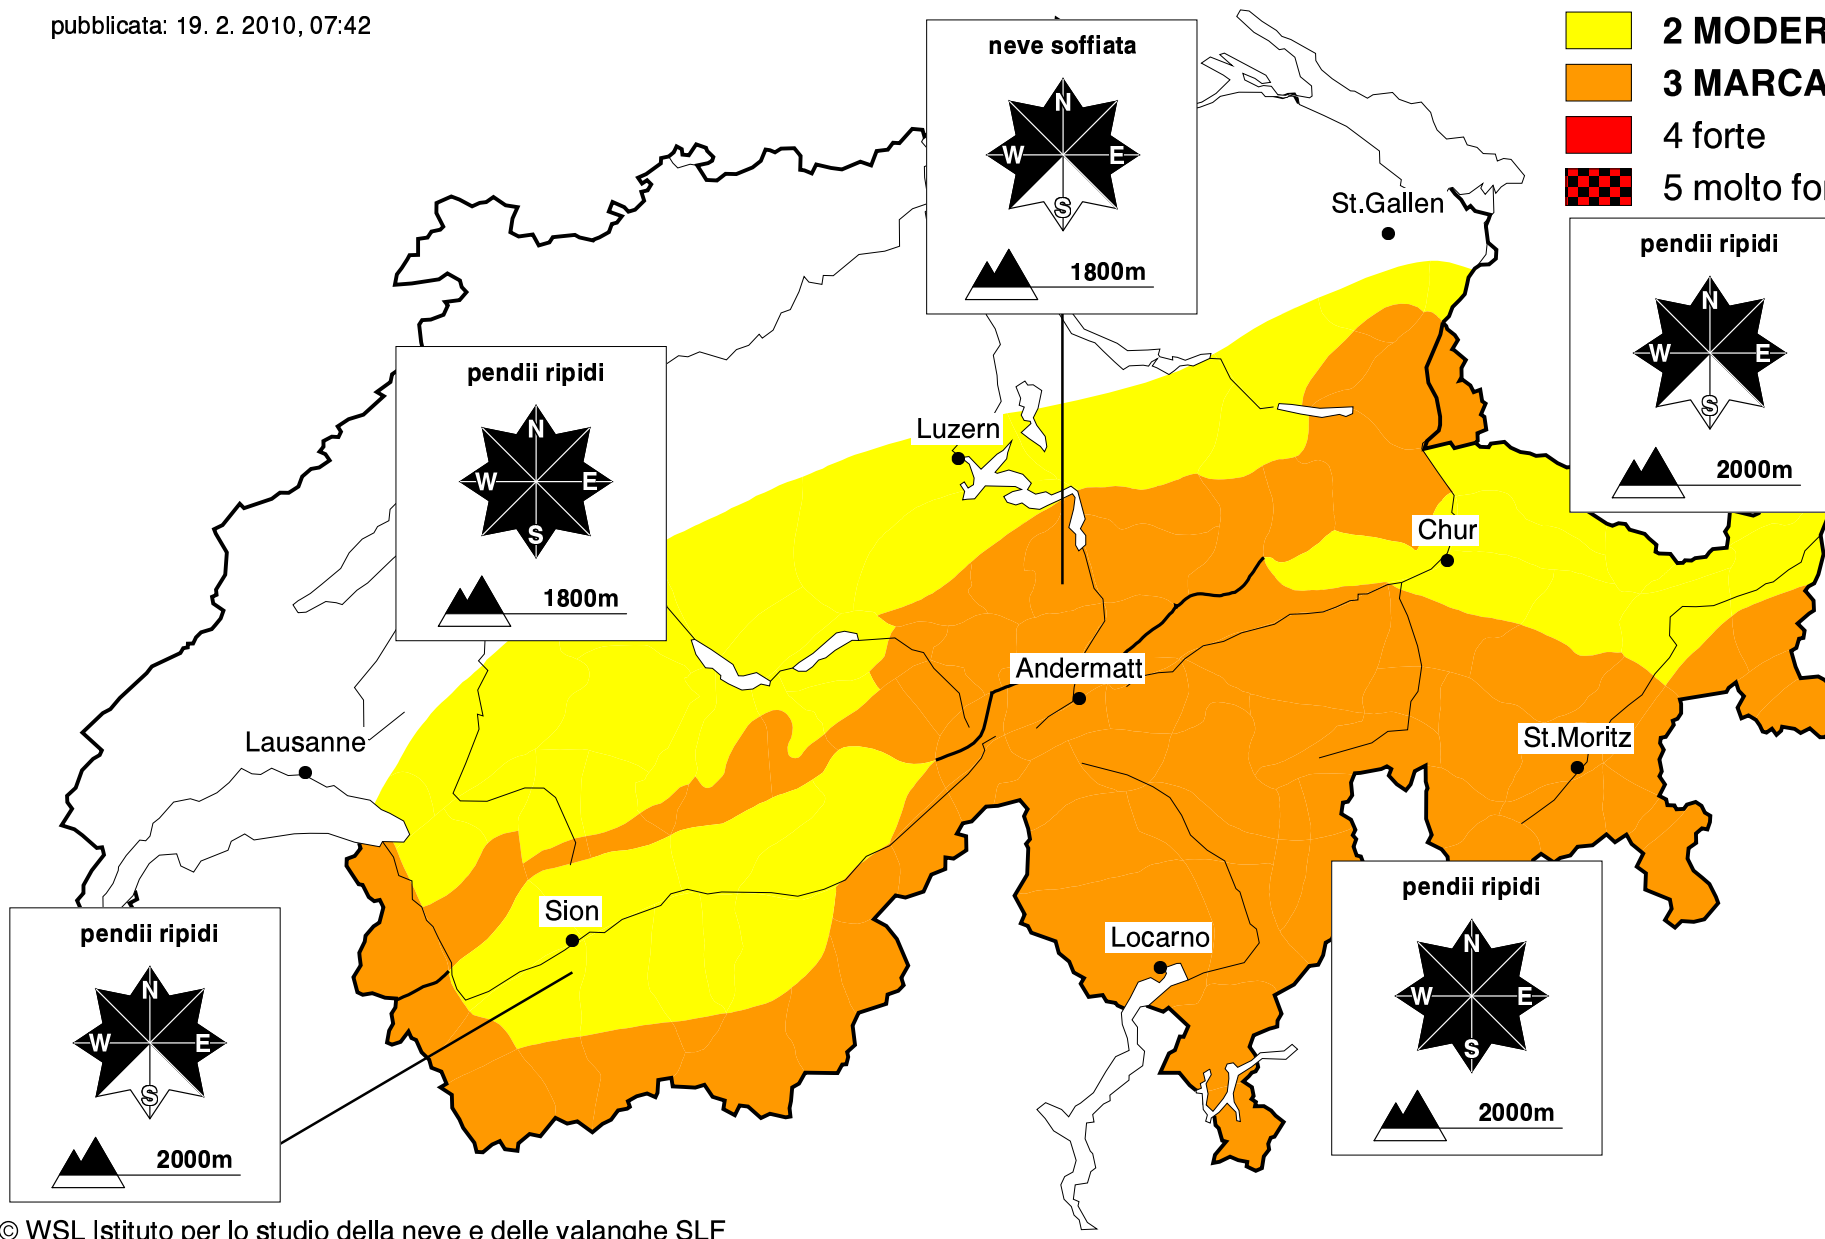 pubblicata: 19. 2. 2010, 07:42
2 MODER
3 MARCA
4 forte
5 molto for
neve soffiata
N
W E
S
1800m
St.Gallen
pendii ripidi
N
W E
S
2000m
pendii ripidi
N
W E
S
1800m
Luzern
Chur
Andermatt
Lausanne
St.Moritz
Sion
Locarno
pendii ripidi
N
W E
S
2000m
pendii ripidi
N
W E
S
2000m
© WSL Istituto per lo studio della neve e delle valanghe SLF